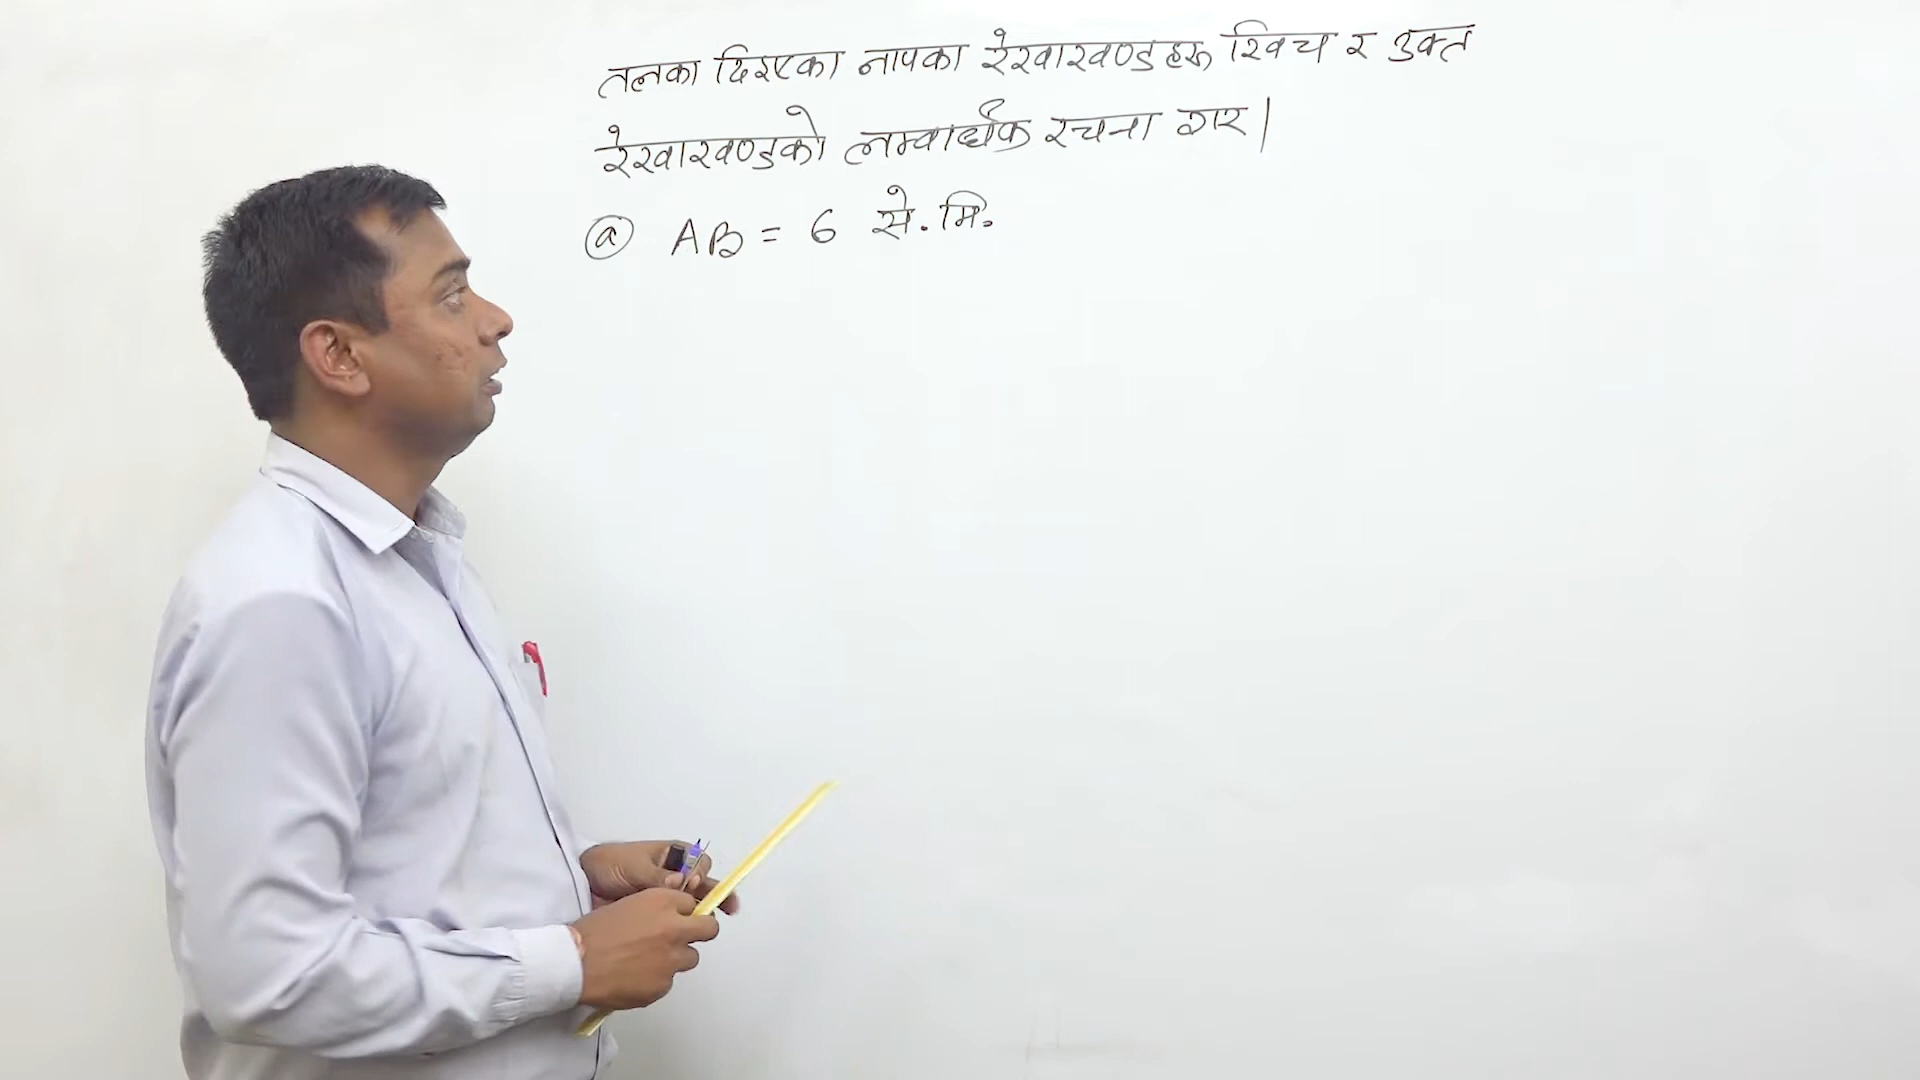 तलका दिइएका नापका रेखाखण्डहरू खिच र उक्त
रेखाखण्डको लम्बार्धक रचना गर।
ⓐ AB = 6 से.मि.